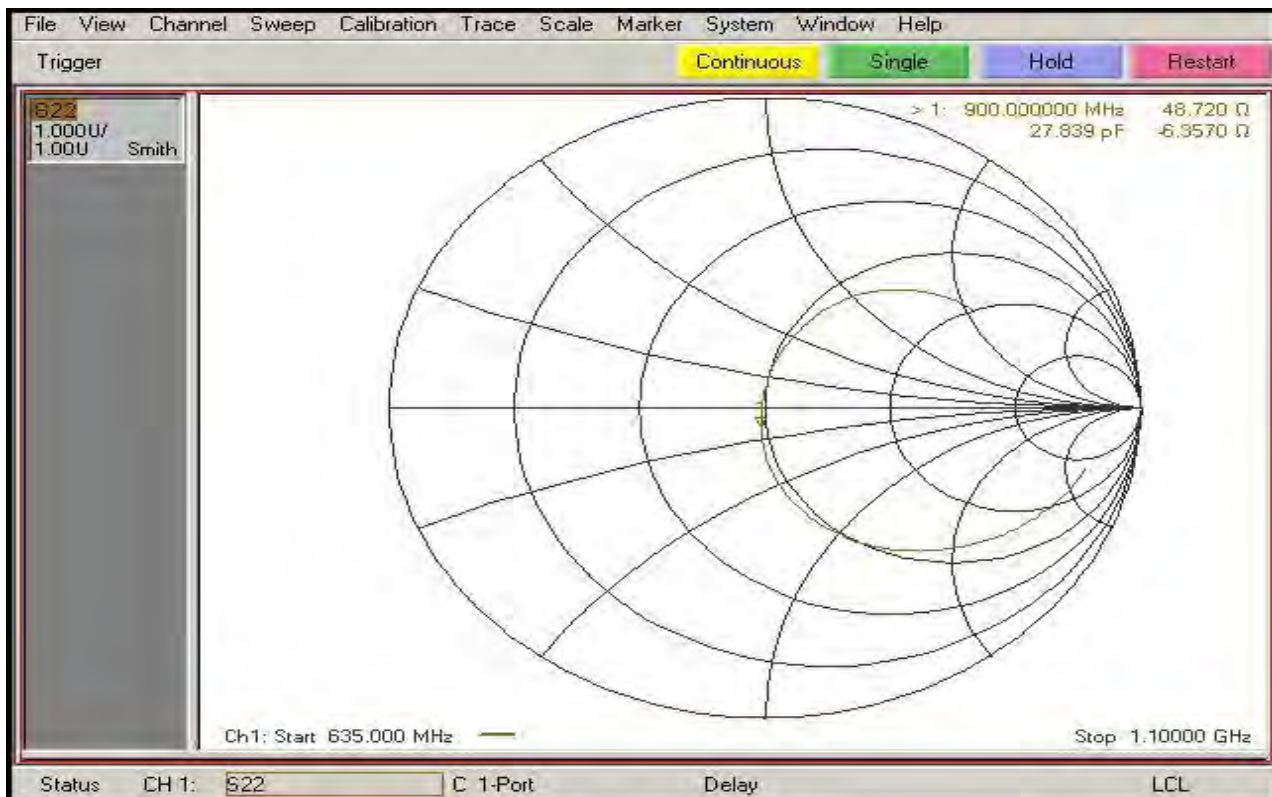 File View Channel Sweep Calibration Trace Scale Marker System Window Help
Trigger Continuous Single Hold Restart
S22
1.000U/
1.00U Smith
> 1: 900.000000 MHz 48.720 Ω
27.839 pF -6.3570 Ω
Ch1: Start 635.000 MHz Stop 1.10000 GHz
Status CH 1: S22 C 1-Port Delay LCL